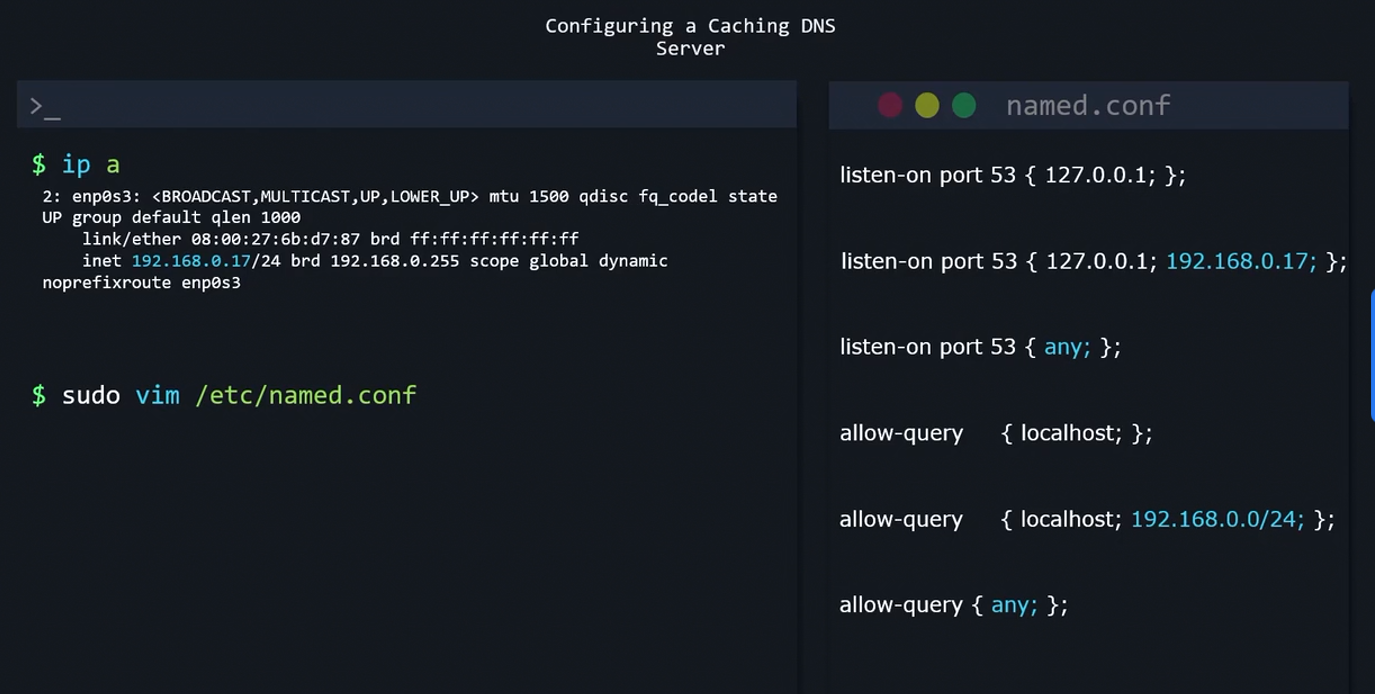 Configuring a Caching DNS
Server
>_
$ ip a
2: enp0s3: <BROADCAST,MULTICAST,UP,LOWER_UP> mtu 1500 qdisc fq_codel state
UP group default qlen 1000
link/ether 08:00:27:6b:d7:87 brd ff:ff:ff:ff:ff:ff
inet 192.168.0.17/24 brd 192.168.0.255 scope global dynamic
noprefixroute enp0s3
$ sudo vim /etc/named.conf
named.conf
listen-on port 53 { 127.0.0.1; };
listen-on port 53 { 127.0.0.1; 192.168.0.17; };
listen-on port 53 { any; };
allow-query { localhost; };
allow-query { localhost; 192.168.0.0/24; };
allow-query { any; };